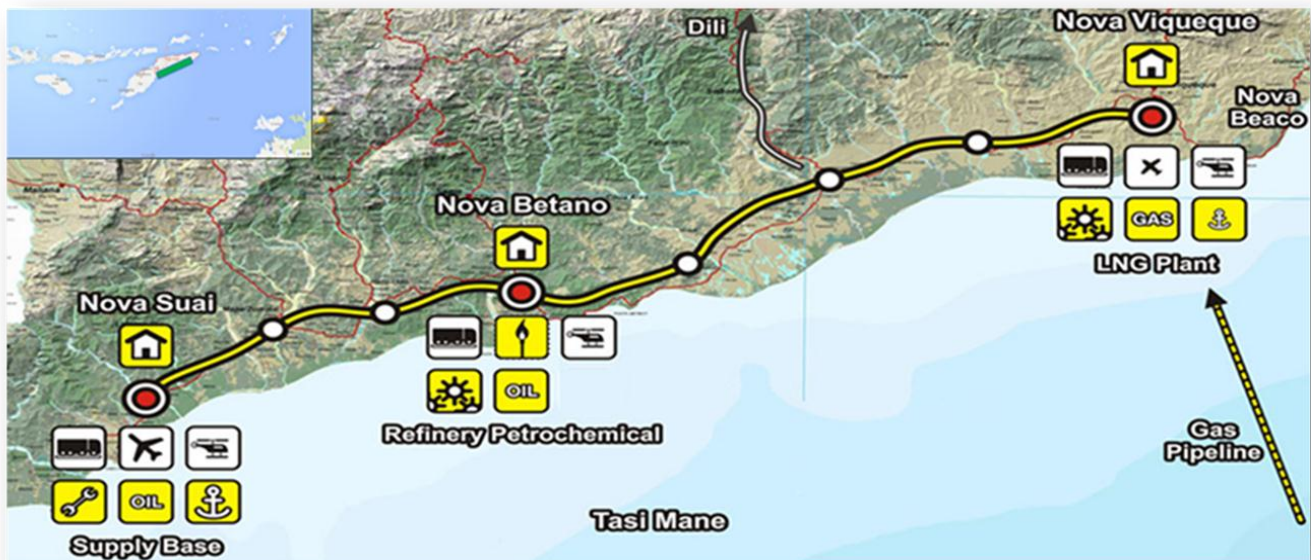 Dili
Nova Viqueque
Nova
Beaco
Maliana
Nova Betano
GAS
LNG Plant
Nova Suai
OIL
Refinery Petrochemical
Gas
Pipeline
OIL
Tasi Mane
Supply Base